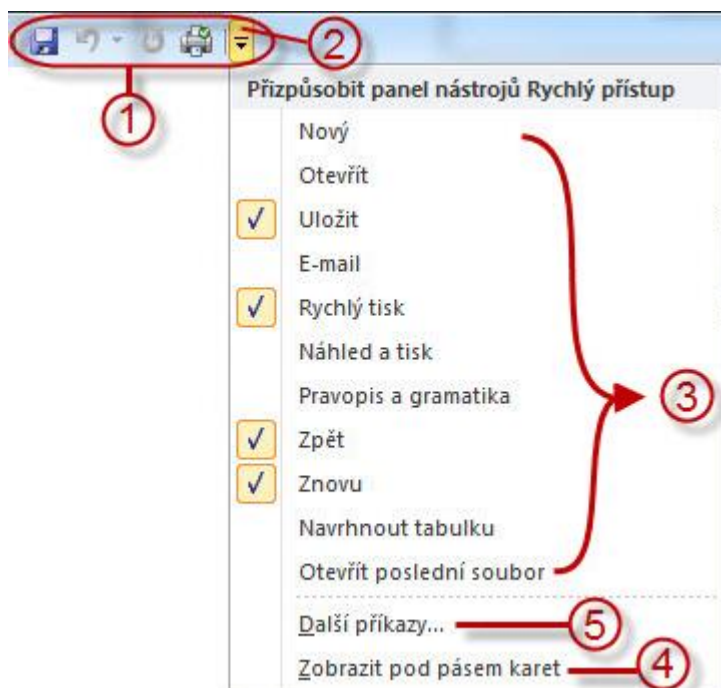 2
1
Přizpůsobit panel nástrojů Rychlý přístup
Nový
Otevřít
Uložit
E-mail
Rychlý tisk
Náhled a tisk
Pravopis a gramatika
3
Zpět
Znovu
Navrhnout tabulku
Otevřít poslední soubor
Další příkazy... 5
Zobrazit pod pásem karet 4